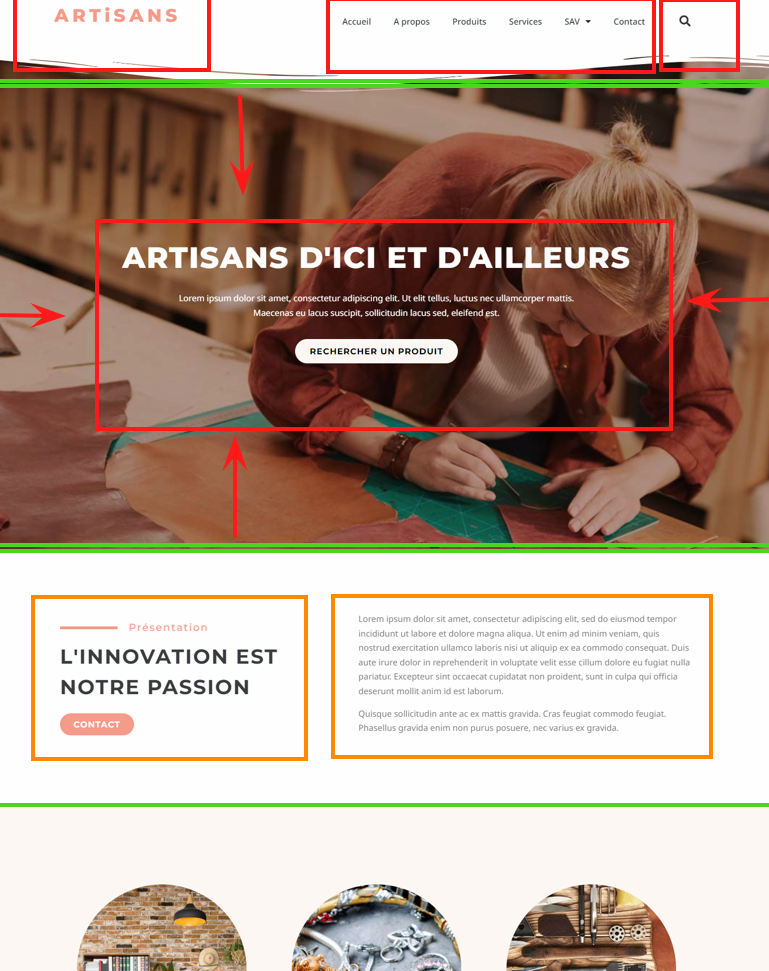 ARTiSANS
Accueil A propos Produits Services SAV Contact
ARTISANS D'ICI ET D'AILLEURS
Lorem ipsum dolor sit amet, consectetur adipiscing elit. Ut elit tellus, luctus nec ullamcorper mattis.
Maecenas eu lacus suscipit, sollicitudin lacus sed, eleifend est.
RECHERCHER UN PRODUIT
Présentation
L'INNOVATION EST
NOTRE PASSION
CONTACT
Lorem ipsum dolor sit amet, consectetur adipiscing elit, sed do eiusmod tempor
incididunt ut labore et dolore magna aliqua. Ut enim ad minim veniam, quis
nostrud exercitation ullamco laboris nisi ut aliquip ex ea commodo consequat. Duis
aute irure dolor in reprehenderit in voluptate velit esse cillum dolore eu fugiat nulla
pariatur. Excepteur sint occaecat cupidatat non proident, sunt in culpa qui officia
deserunt mollit anim id est laborum.
Quisque sollicitudin ante ac ex mattis gravida. Cras feugiat commodo feugiat.
Phasellus gravida enim non purus posuere, nec varius ex gravida.